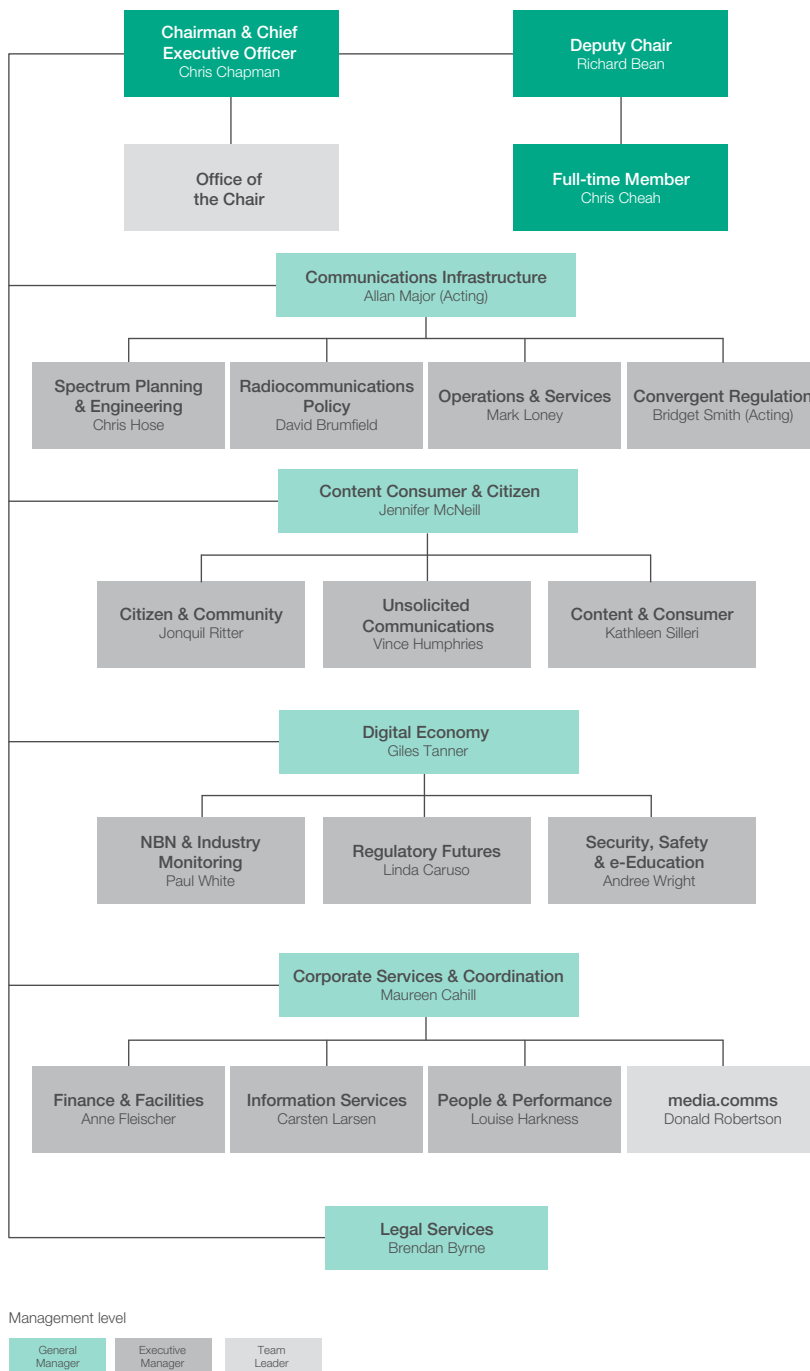 Chairman & Chief
Executive Officer
Chris Chapman
Deputy Chair
Richard Bean
Office of
the Chair
Full-time Member
Chris Cheah
Communications Infrastructure
Allan Major (Acting)
Spectrum Planning
& Engineering
Chris Hose
Radiocommunications
Policy
David Brumfield
Operations & Services
Mark Loney
Convergent Regulation
Bridget Smith (Acting)
Content Consumer & Citizen
Jennifer McNeill
Citizen & Community
Jonquil Ritter
Unsolicited
Communications
Vince Humphries
Content & Consumer
Kathleen Silleri
Digital Economy
Giles Tanner
NBN & Industry
Monitoring
Paul White
Regulatory Futures
Linda Caruso
Security, Safety
& e-Education
Andree Wright
Corporate Services & Coordination
Maureen Cahill
Finance & Facilities
Anne Fleischer
Information Services
Carsten Larsen
People & Performance
Louise Harkness
media.comms
Donald Robertson
Legal Services
Brendan Byrne
Management level
General
Manager
Executive
Manager
Team
Leader